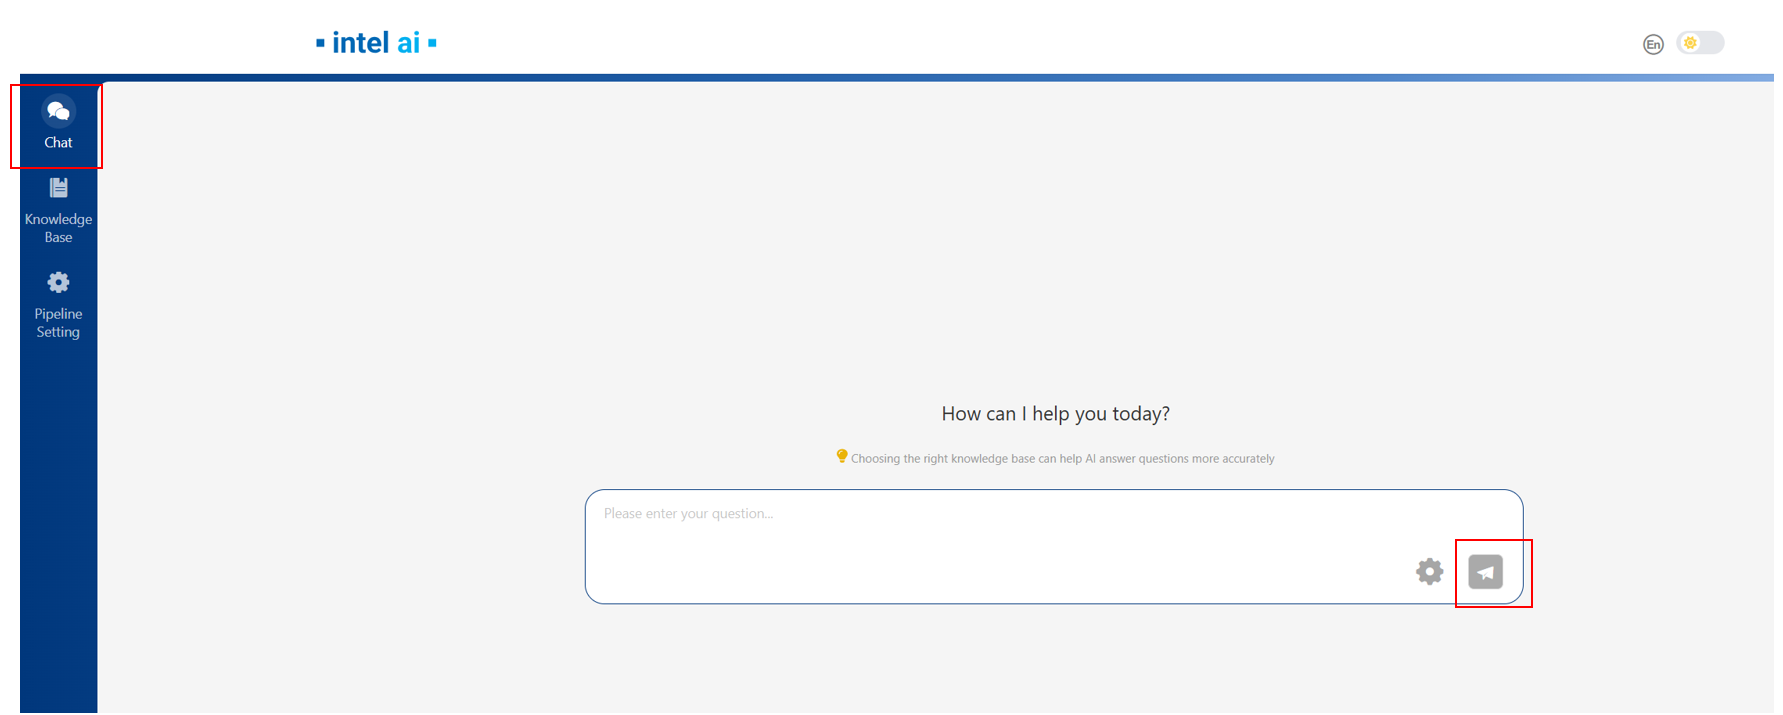 intel ai
En
Chat
Knowledge
Base
Pipeline
Setting
How can I help you today?
Choosing the right knowledge base can help AI answer questions more accurately
Please enter your question...